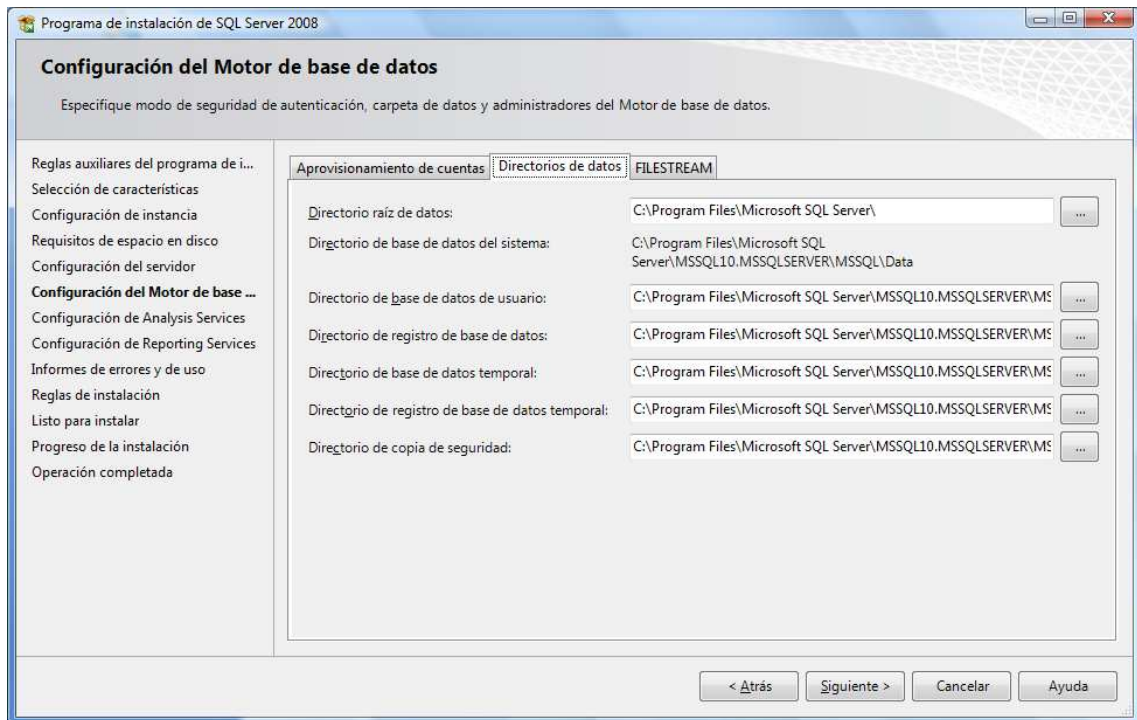 Programa de instalación de SQL Server 2008
Configuración del Motor de base de datos
Especifique modo de seguridad de autenticación, carpeta de datos y administradores del Motor de base de datos.
Reglas auxiliares del programa de i...
Selección de características
Configuración de instancia
Requisitos de espacio en disco
Configuración del servidor
Configuración del Motor de base ...
Configuración de Analysis Services
Configuración de Reporting Services
Informes de errores y de uso
Reglas de instalación
Listo para instalar
Progreso de la instalación
Operación completada
Aprovisionamiento de cuentas Directorios de datos FILESTREAM
Directorio raíz de datos: C:\Program Files\Microsoft SQL Server\ ...
Directorio de base de datos del sistema: C:\Program Files\Microsoft SQL
Server\MSSQL10.MSSQLSERVER\MSSQL\Data
Directorio de base de datos de usuario: C:\Program Files\Microsoft SQL Server\MSSQL10.MSSQLSERVER\MS ...
Directorio de registro de base de datos: C:\Program Files\Microsoft SQL Server\MSSQL10.MSSQLSERVER\MS ...
Directorio de base de datos temporal: C:\Program Files\Microsoft SQL Server\MSSQL10.MSSQLSERVER\MS ...
Directorio de registro de base de datos temporal: C:\Program Files\Microsoft SQL Server\MSSQL10.MSSQLSERVER\MS ...
Directorio de copia de seguridad: C:\Program Files\Microsoft SQL Server\MSSQL10.MSSQLSERVER\MS ...
< Atrás Siguiente > Cancelar Ayuda